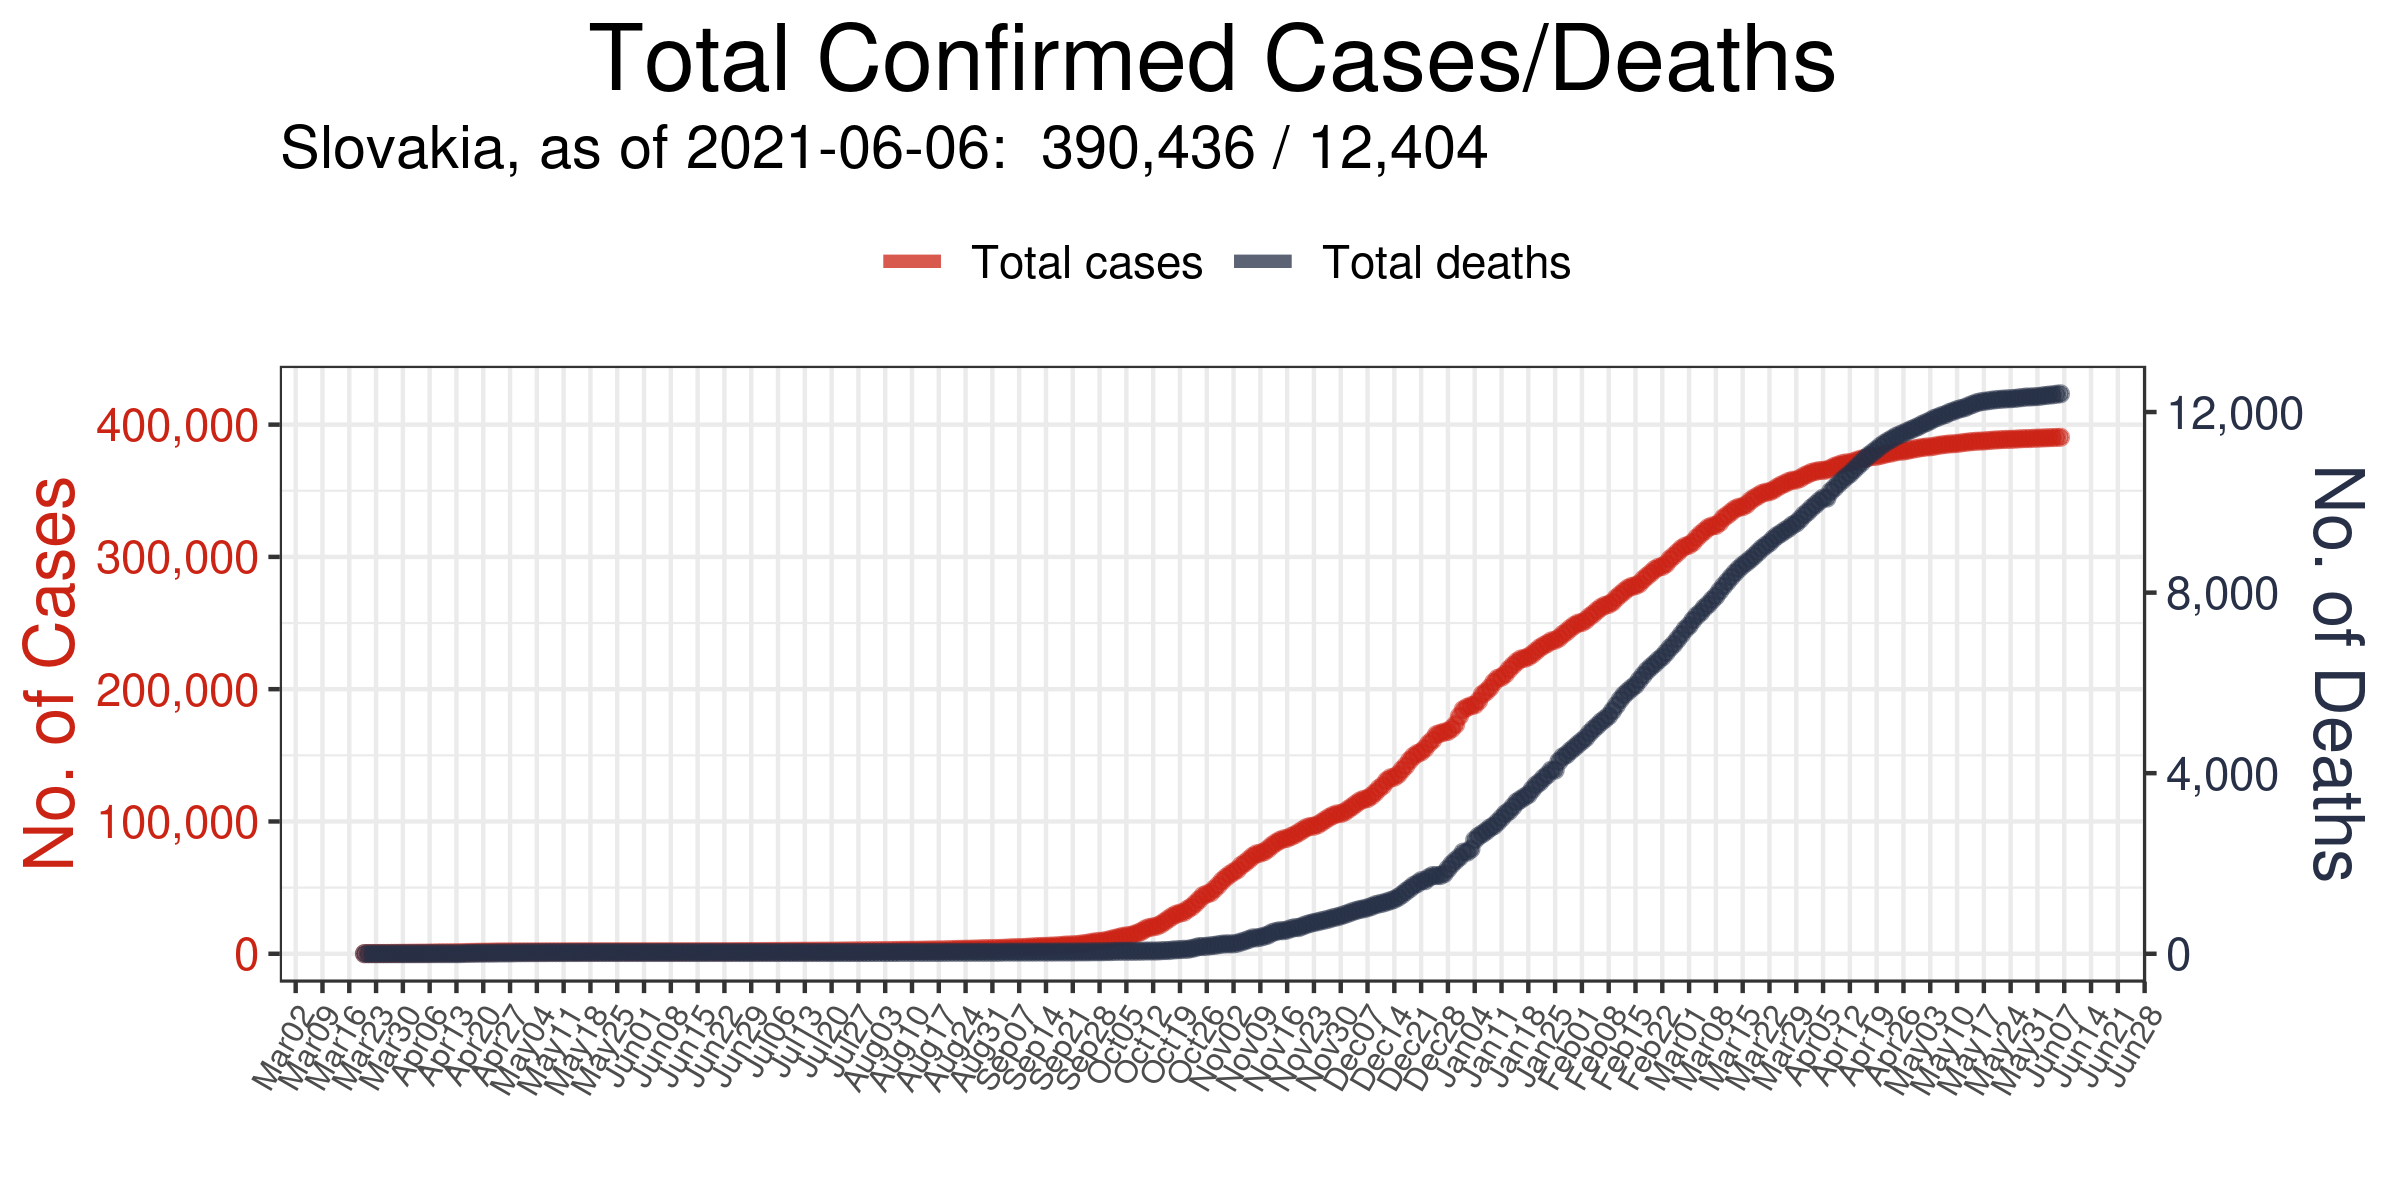 Total Confirmed Cases/Deaths
Slovakia, as of 2021-06-06:  390,436 / 12,404
Total cases
Total deaths
No. of Cases
400,000
300,000
200,000
100,000
0
12,000
8,000
4,000
0
No. of Deaths
Mar02
Mar09
Mar16
Mar23
Mar30
Apr06
Apr13
Apr20
Apr27
May04
May11
May18
May25
Jun01
Jun08
Jun15
Jun22
Jun29
Jul06
Jul13
Jul20
Jul27
Aug03
Aug10
Aug17
Aug24
Aug31
Sep07
Sep14
Sep21
Sep28
Oct05
Oct12
Oct19
Oct26
Nov02
Nov09
Nov16
Nov23
Nov30
Dec07
Dec14
Dec21
Dec28
Jan04
Jan11
Jan18
Jan25
Feb01
Feb08
Feb15
Feb22
Mar01
Mar08
Mar15
Mar22
Mar29
Apr05
Apr12
Apr19
Apr26
May03
May10
May17
May24
May31
Jun07
Jun14
Jun21
Jun28